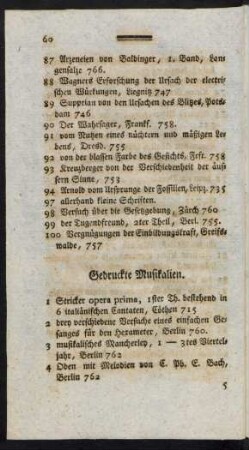 60
87 Arzeneien von Baldinger, 1. Band, Lan-
gensalze 766.
88 Wagners Erforschung der Ursach der electri-
schen Würkungen, Liegnitz 747
89 Supprian von den Ursachen des Blitzes, Pots-
dam 746
90 Der Wahrsager, Frankf. 758.
91 vom Nutzen eines nüchtern und mäsigen Le-
bens, Dresd. 755
92 von der blassen Farbe des Gesichts, Frft. 758
93 Kreuzberger von der Verschiedenheit der äus-
sern Sinne, 753
94 Arnold vom Ursprunge der Fossilien, Leipz. 735
97 allerhand kleine Schriften.
98 Versuch über die Gesetzgebung, Zürch 760
99 der Tugendfreund, 2ter Theil, Berl. 755.
100 Vergnügungen der Einbildungskraft, Greifs-
walde, 757
Gedruckte Musikalien.
1 Stricker opera prima, 1ster Th. bestehend in
6 italiänischen Cantaten, Cöthen 715
2 drey verschiedene Versuche eines einfachen Ge-
sanges für den Hexameter, Berlin 760.
3 musikalisches Mancherley, 1 — 3tes Viertel-
jahr, Berlin 762
4 Oden mit Melodien von C. Ph. E. Bach,
Berlin 762
5